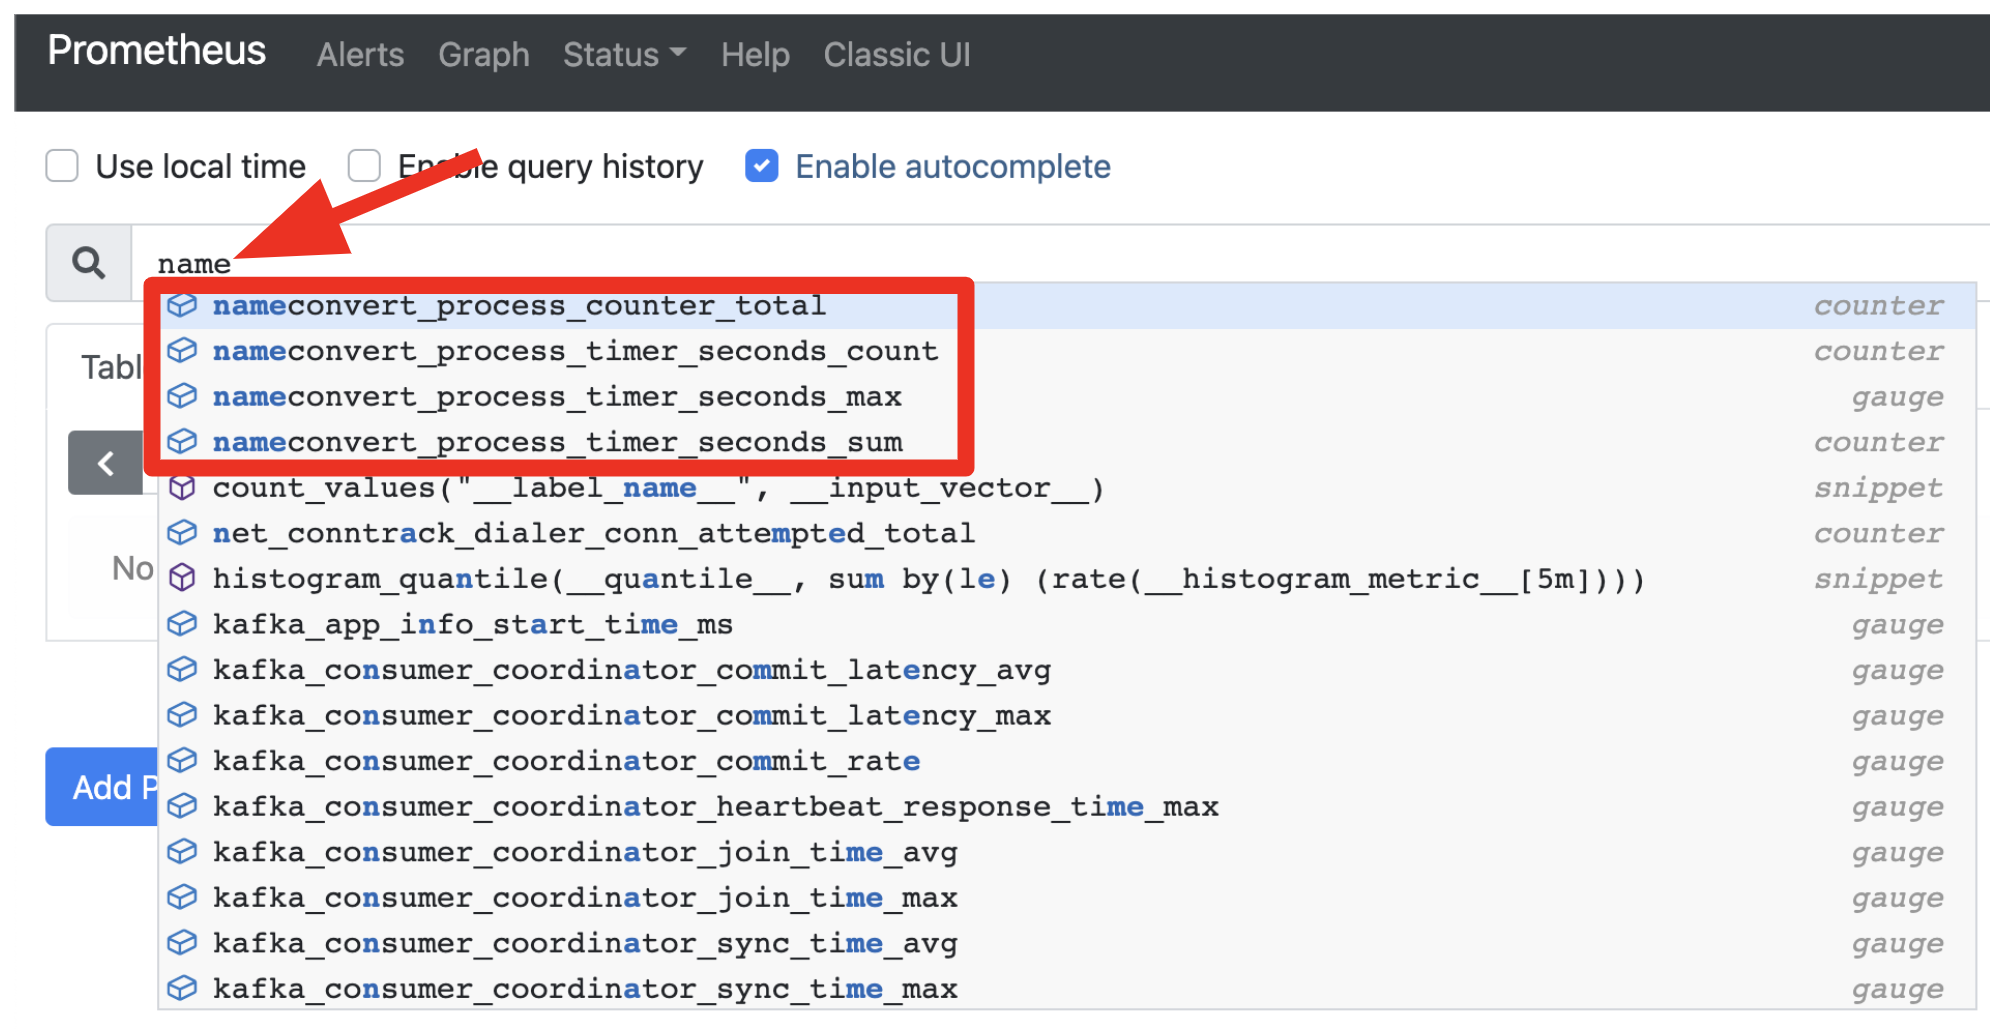 Prometheus Alerts Graph Status Help Classic UI
Use local time Enable query history Enable autocomplete
name
nameconvert_process_counter_total counter
nameconvert_process_timer_seconds_count counter
nameconvert_process_timer_seconds_max gauge
nameconvert_process_timer_seconds_sum counter
count_values("__label_name__", __input_vector__) snippet
net_conntrack_dialer_conn_attempted_total counter
histogram_quantile(__quantile__, sum by(le) (rate(__histogram_metric__[5m]))) snippet
kafka_app_info_start_time_ms gauge
kafka_consumer_coordinator_commit_latency_avg gauge
kafka_consumer_coordinator_commit_latency_max gauge
kafka_consumer_coordinator_commit_rate gauge
kafka_consumer_coordinator_heartbeat_response_time_max gauge
kafka_consumer_coordinator_join_time_avg gauge
kafka_consumer_coordinator_join_time_max gauge
kafka_consumer_coordinator_sync_time_avg gauge
kafka_consumer_coordinator_sync_time_max gauge
Tabl
No
Add P